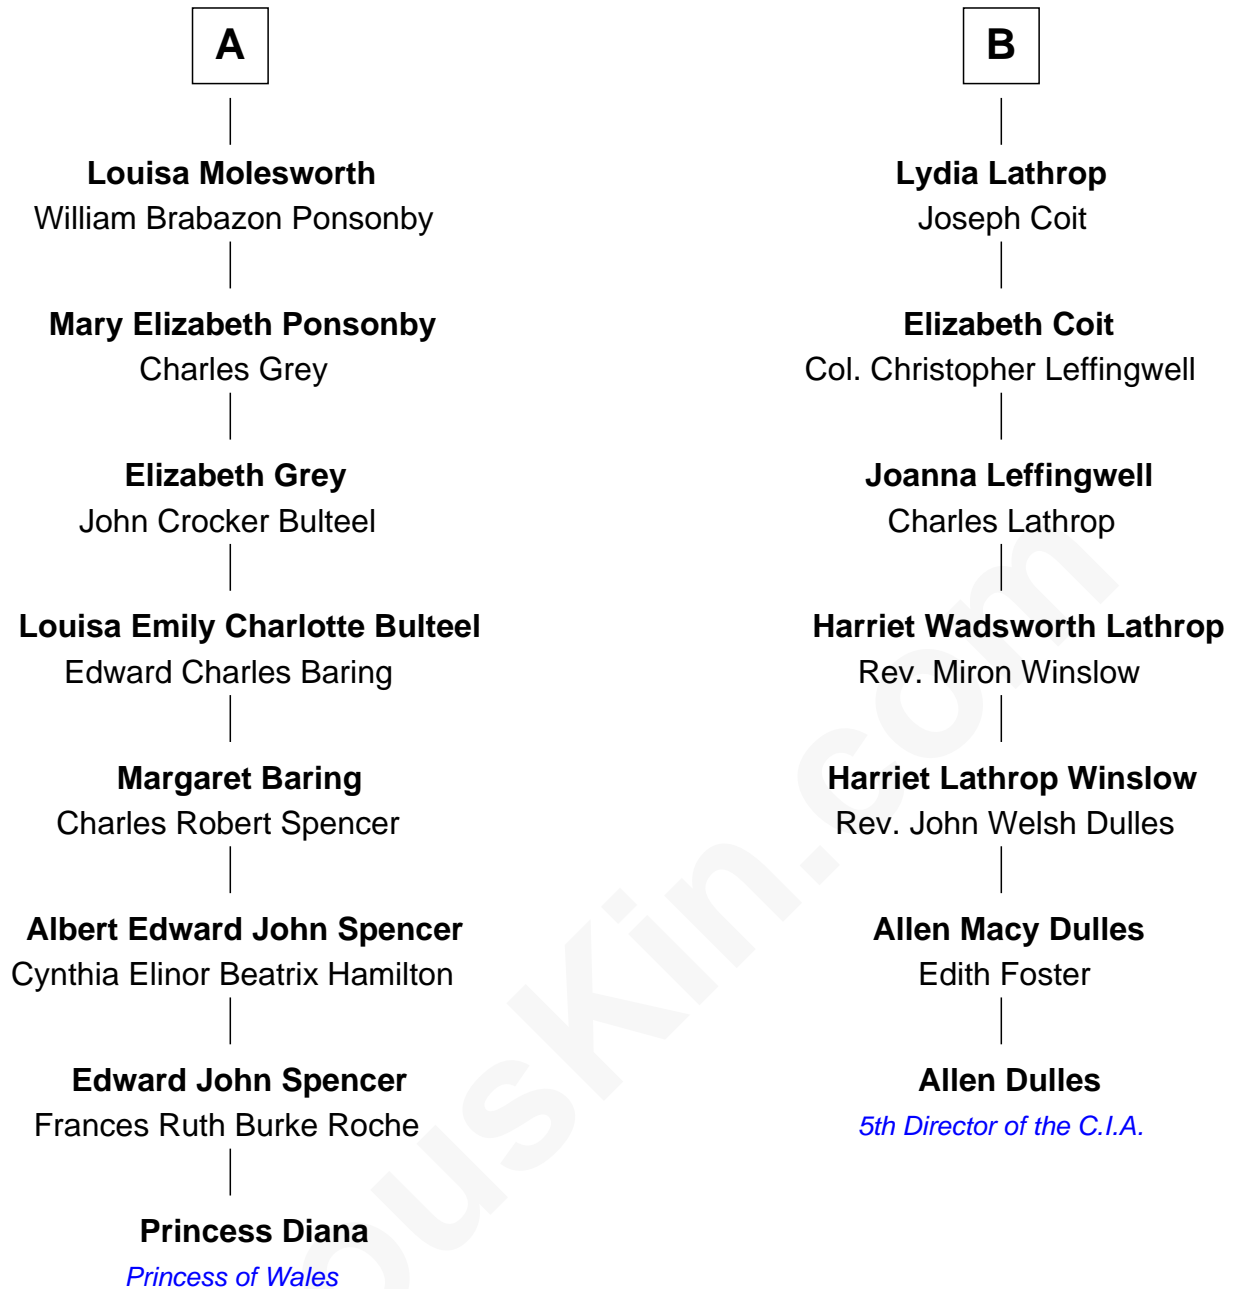 A
Louisa Molesworth
William Brabazon Ponsonby
Mary Elizabeth Ponsonby
Charles Grey
Elizabeth Grey
John Crocker Bulteel
Louisa Emily Charlotte Bulteel
Edward Charles Baring
Margaret Baring
Charles Robert Spencer
Albert Edward John Spencer
Cynthia Elinor Beatrix Hamilton
Edward John Spencer
Frances Ruth Burke Roche
Princess Diana
Princess of Wales
B
Lydia Lathrop
Joseph Coit
Elizabeth Coit
Col. Christopher Leffingwell
Joanna Leffingwell
Charles Lathrop
Harriet Wadsworth Lathrop
Rev. Miron Winslow
Harriet Lathrop Winslow
Rev. John Welsh Dulles
Allen Macy Dulles
Edith Foster
Allen Dulles
5th Director of the C.I.A.
ousKin.com